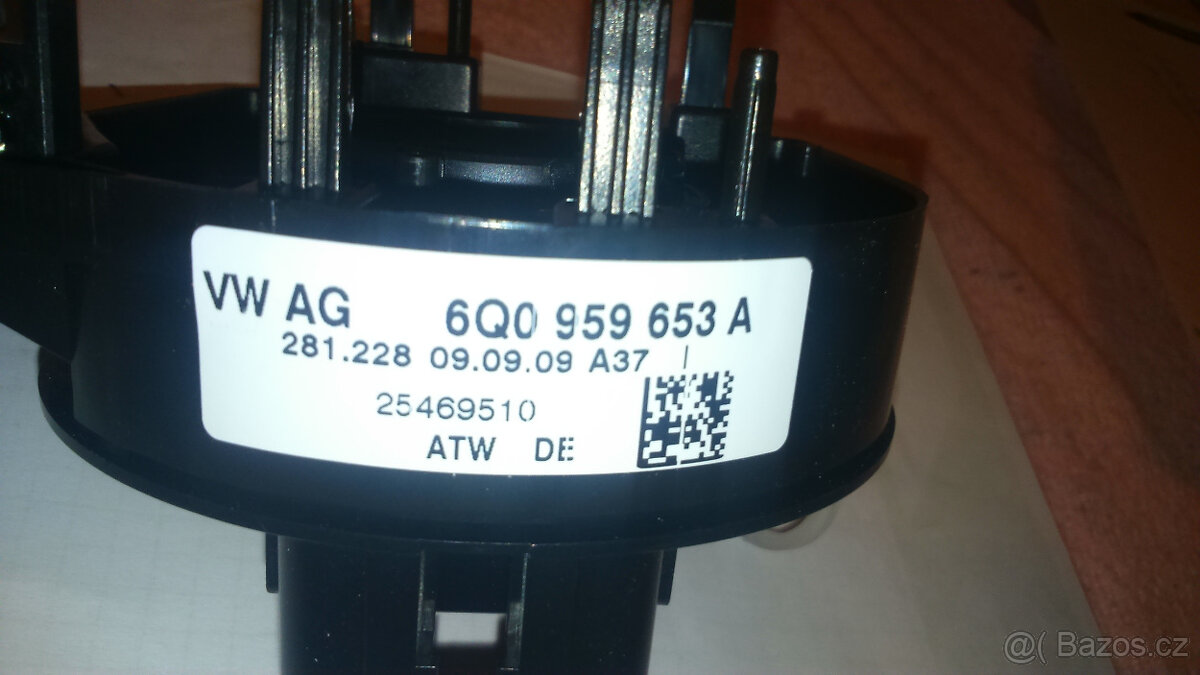 VW AG 6Q0 959 653 A
281.228 09.09.09 A37
25469510
ATW DE
@( Bazos.cz